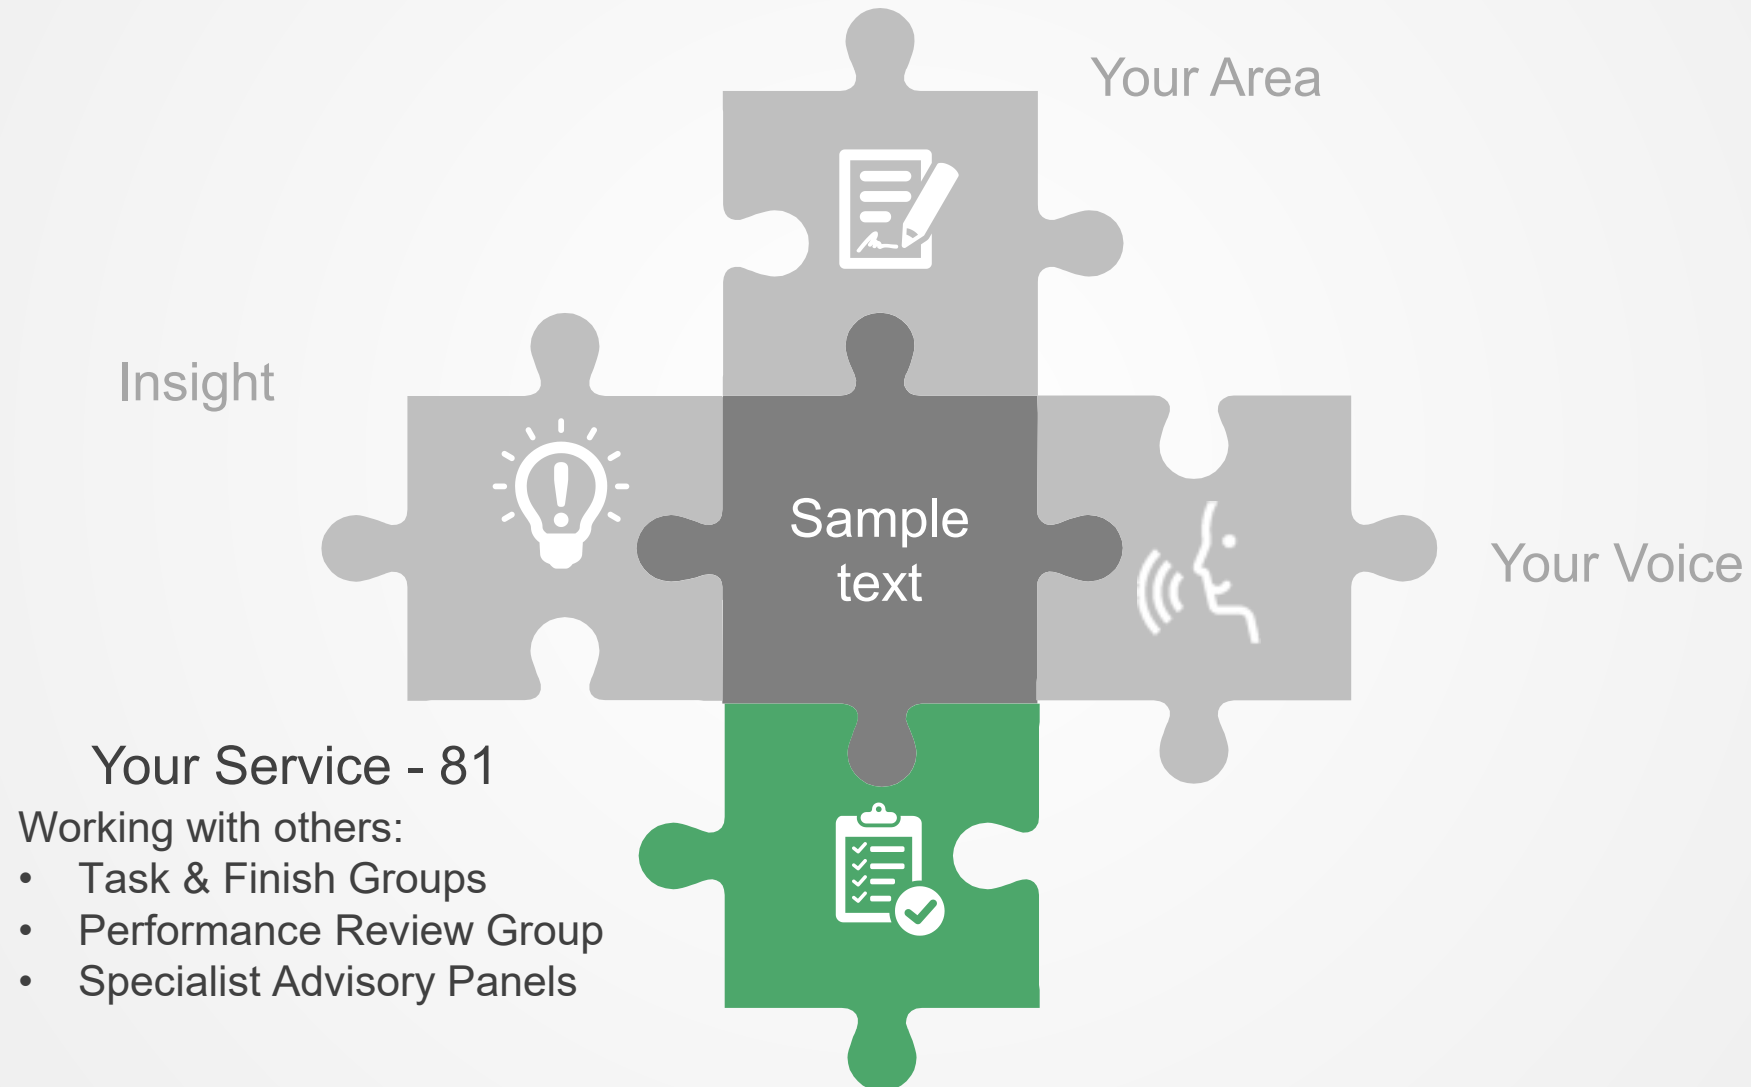 Your Area
Insight
Sample
text
Your Voice
Your Service - 81
Working with others:
• Task & Finish Groups
• Performance Review Group
• Specialist Advisory Panels